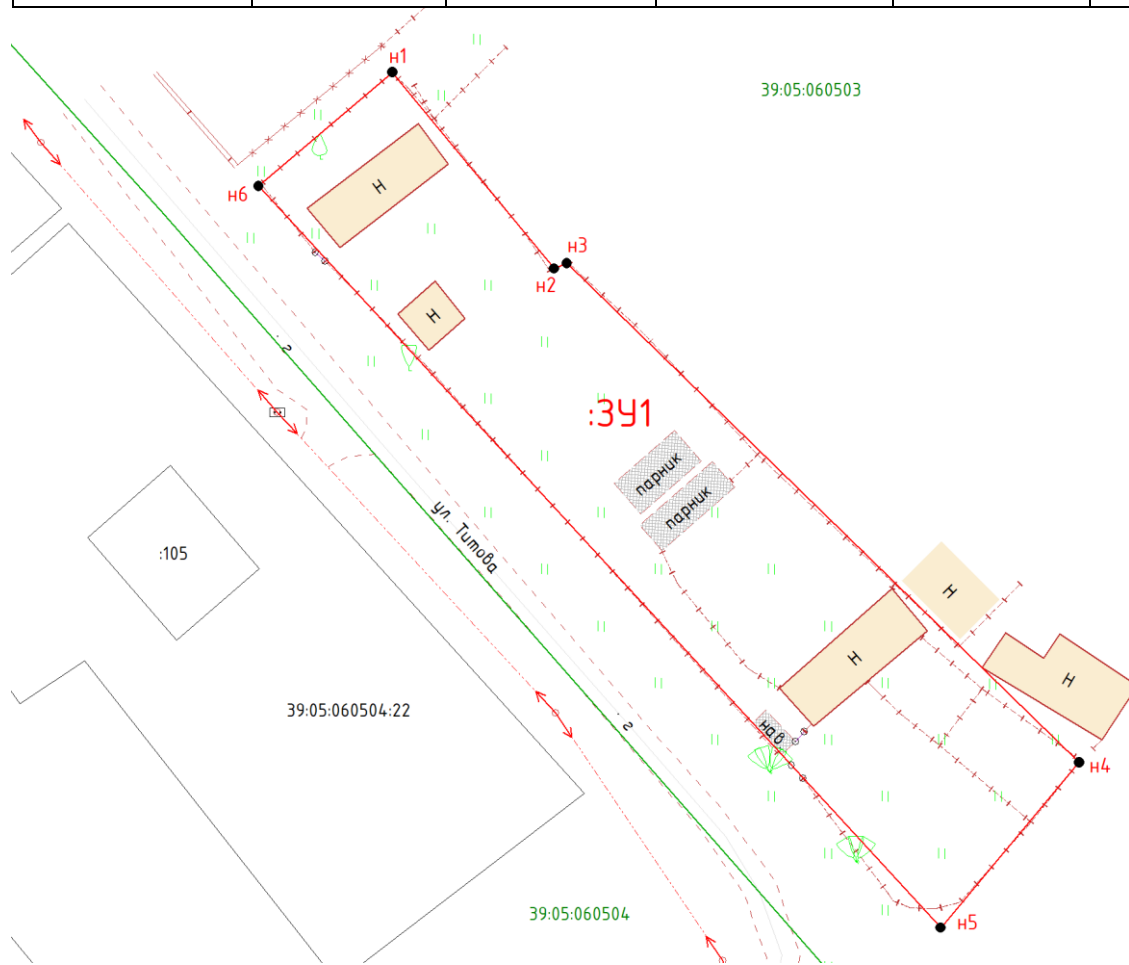 н1
39:05:060503
Н
н6
н3
н2
Н
Г
:ЗУ1
парник
парник
ул. Титова
:105
Н
Н
Н
39:05:060504:22
Г
нав
н4
39:05:060504
н5